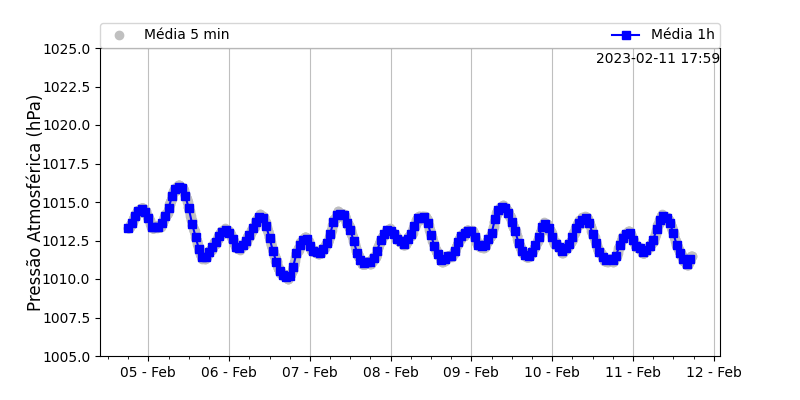 Média 5 min
Média 1h
2023-02-11 17:59
Pressão Atmosférica (hPa)
1025.0
1022.5
1020.0
1017.5
1015.0
1012.5
1010.0
1007.5
1005.0
05 - Feb
06 - Feb
07 - Feb
08 - Feb
09 - Feb
10 - Feb
11 - Feb
12 - Feb